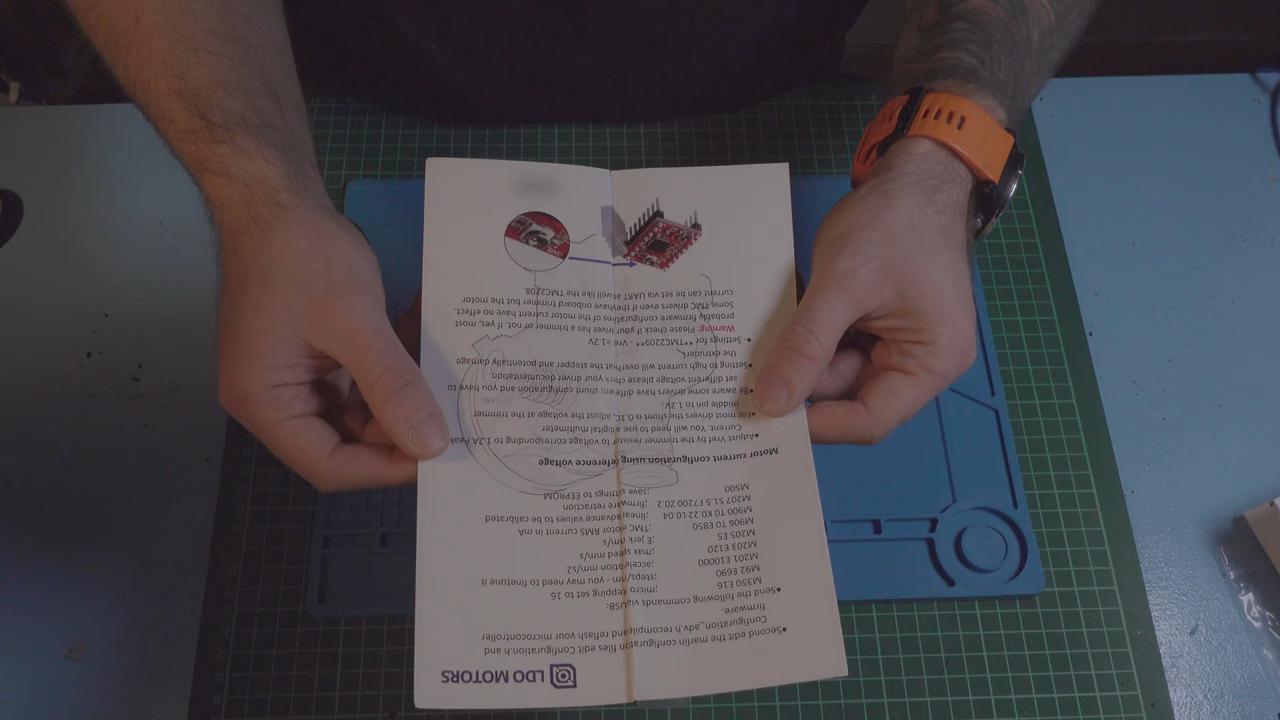 LDO MOTORS
•Second edit the marlin configuraton files edit Configuration.h and
Configuration_adv.h recompile and reflash your microcontroller
firmware.
•Send the following commands via USB:
M350 E16 ;micro stepping set to 16
M92 E690 ;steps/mm - you may need finetune it
M201 E10000 ;acceleration mm/s2
M203 E120 ;max speed mm/s
M205 E5 ;E jerk mm/s
M906 T0 E850 ;TMC motor RMS current in mA
M900 T0 K0.22 L0.04 ;linear advance values to be calibrated
M207 S1.5 F7200 Z0.2 ;firmware retraction
M500 ;save settings to EEPROM
Motor current configuration using reference voltage
•Adjust Vref by the trimmer resistor to voltage corresponding to 1.2A Peak
Current. You will need to use a digital multimeter.
•For most drivers the shunt is 0.1Ω, adjust the voltage at the trimmer
middle pin to 1.2V.
•Be aware some drivers have different shunt configuration and you have to
set different voltage please check your driver documentation.
•Setting to high current will overhat the stepper and potentially damage
the extruder.
•- Settings for **TMC2209** - Vre =1.2V
Warning: Please check if your driver has a trimmer or not. If yes, most
probably firmware configurations of the motor current have no effect.
Some TMC drivers even if they have onboard trimmer but the motor
current can be set via UART as well like the TMC2208.